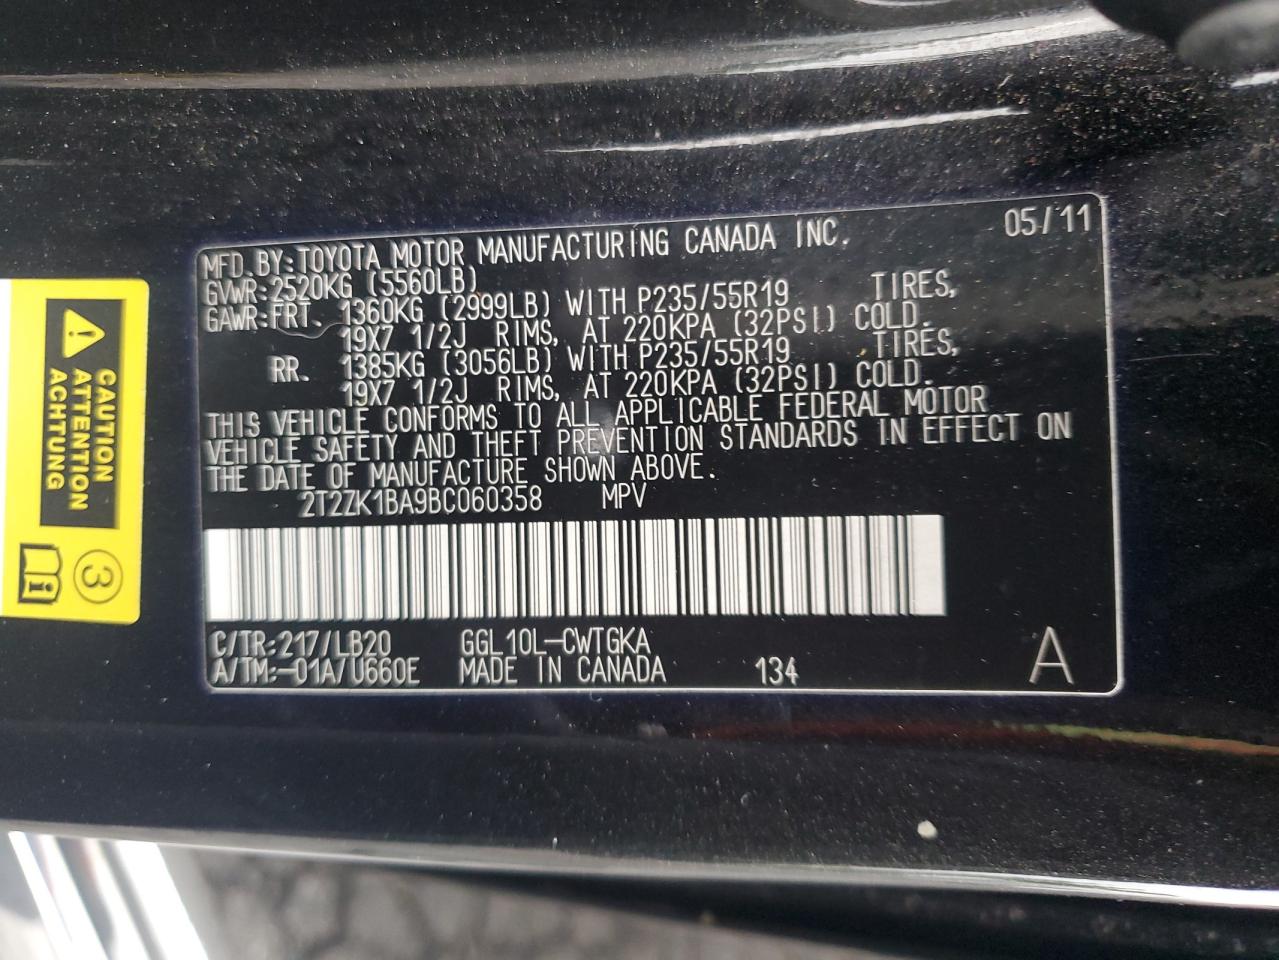 MFD.BY:TOYOTA MOTOR MANUFACTURING CANADA INC. 05/11
GVWR:2520KG (5560LB)
GAWR:FRT. 1360KG (2999LB) WITH P235/55R19 TIRES,
19X7 1/2J RIMS, AT 220KPA (32PSI) COLD.
RR. 1385KG (3056LB) WITH P235/55R19 TIRES,
19X7 1/2J RIMS, AT 220KPA (32PSI) COLD.
THIS VEHICLE CONFORMS TO ALL APPLICABLE FEDERAL MOTOR
VEHICLE SAFETY AND THEFT PREVENTION STANDARDS IN EFFECT ON
THE DATE OF MANUFACTURE SHOWN ABOVE.
2T2ZK1BA9BC060358 MPV
C/TR:217/LB20 GGL10L-CWTGKA
A/TM:-01A/U660E MADE IN CANADA 134 A
CAUTION
ATTENTION
ACHTUNG
3